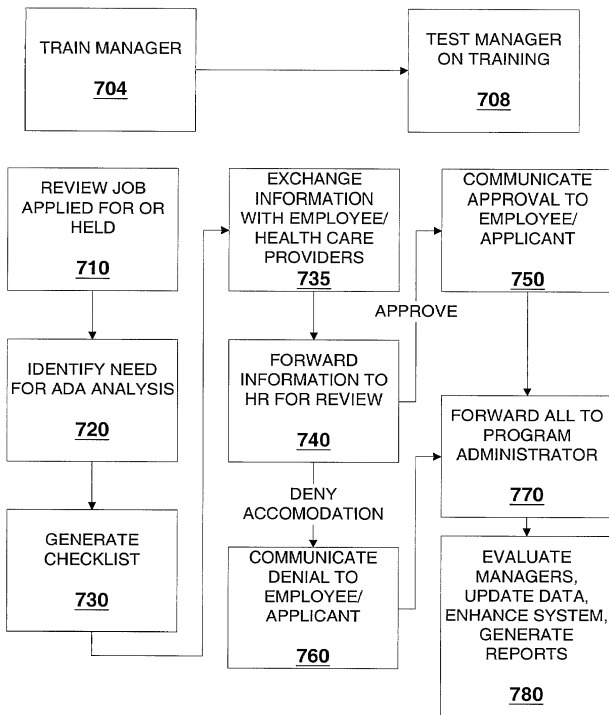 TRAIN MANAGER
704
TEST MANAGER
ON TRAINING
708
REVIEW JOB
APPLIED FOR OR
HELD
710
IDENTIFY NEED
FOR ADA ANALYSIS
720
GENERATE
CHECKLIST
730
EXCHANGE
INFORMATION
WITH EMPLOYEE/
HEALTH CARE
PROVIDERS
735
FORWARD
INFORMATION TO
HR FOR REVIEW
740
APPROVE
DENY
ACCOMODATION
COMMUNICATE
DENIAL TO
EMPLOYEE/
APPLICANT
760
COMMUNICATE
APPROVAL TO
EMPLOYEE/
APPLICANT
750
FORWARD ALL TO
PROGRAM
ADMINISTRATOR
770
EVALUATE
MANAGERS,
UPDATE DATA,
ENHANCE SYSTEM,
GENERATE
REPORTS
780